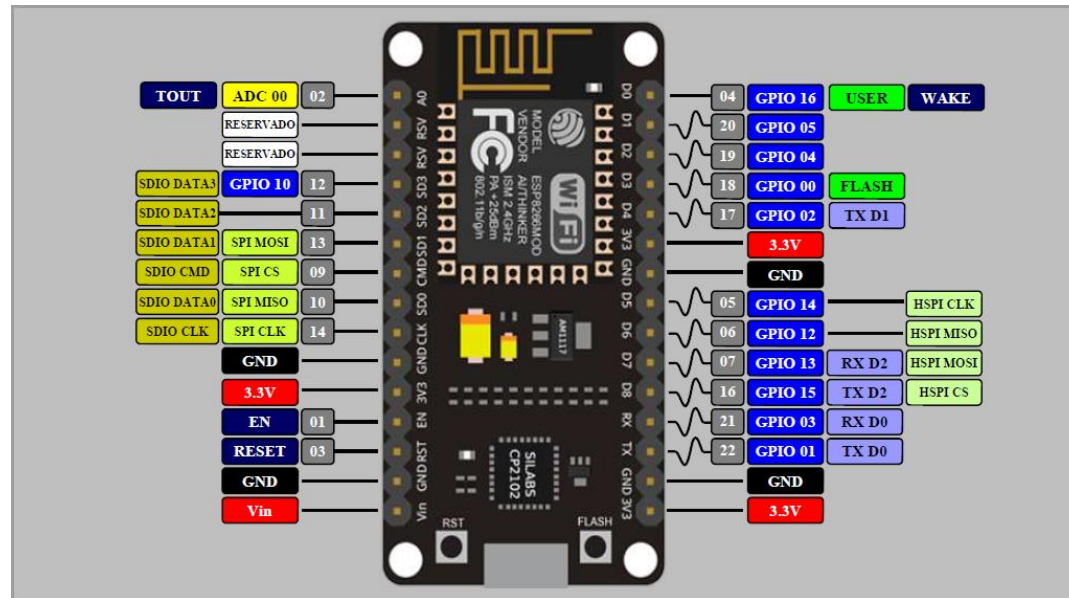 TOUT ADC 00 02
RESERVADO
RESERVADO
SDIO DATA3 GPIO 10 12
SDIO DATA2 11
SDIO DATA1 SPI MOSI 13
SDIO CMD SPI CS 09
SDIO DATA0 SPI MISO 10
SDIO CLK SPI CLK 14
GND
3.3V
EN 01
RESET 03
GND
Vin
A0
RSV
RSV
SD3
SD2
SD1
CMD
SD0
CLK
GND
3V3
EN
RST
GND
Vin
MODEL
VENDOR
ESP8266MOD
AI/THINKER
ISM 2.4GHz
PA +25dBm
802.11b/g/n
FC
WiFi
AM1117
SILABS
CP2102
RST
FLASH
D0
D1
D2
D3
D4
3V3
GND
D5
D6
D7
D8
RX
TX
GND
3V3
04 GPIO 16 USER WAKE
20 GPIO 05
19 GPIO 04
18 GPIO 00 FLASH
17 GPIO 02 TX D1
3.3V
GND
05 GPIO 14 HSPI CLK
06 GPIO 12 HSPI MISO
07 GPIO 13 RX D2 HSPI MOSI
16 GPIO 15 TX D2 HSPI CS
21 GPIO 03 RX D0
22 GPIO 01 TX D0
GND
3.3V